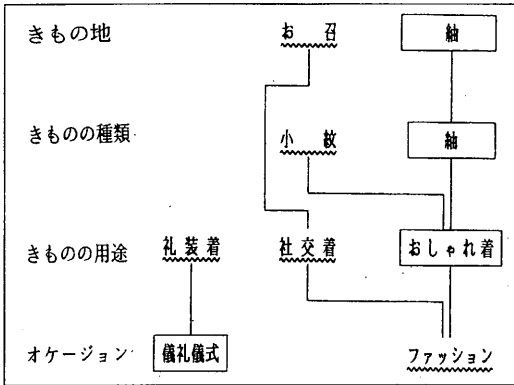 きもの地 お召 紬
きものの種類 小紋 紬
きものの用途 礼装着 社交着 おしゃれ着
オケージョン 儀礼儀式 ファッション